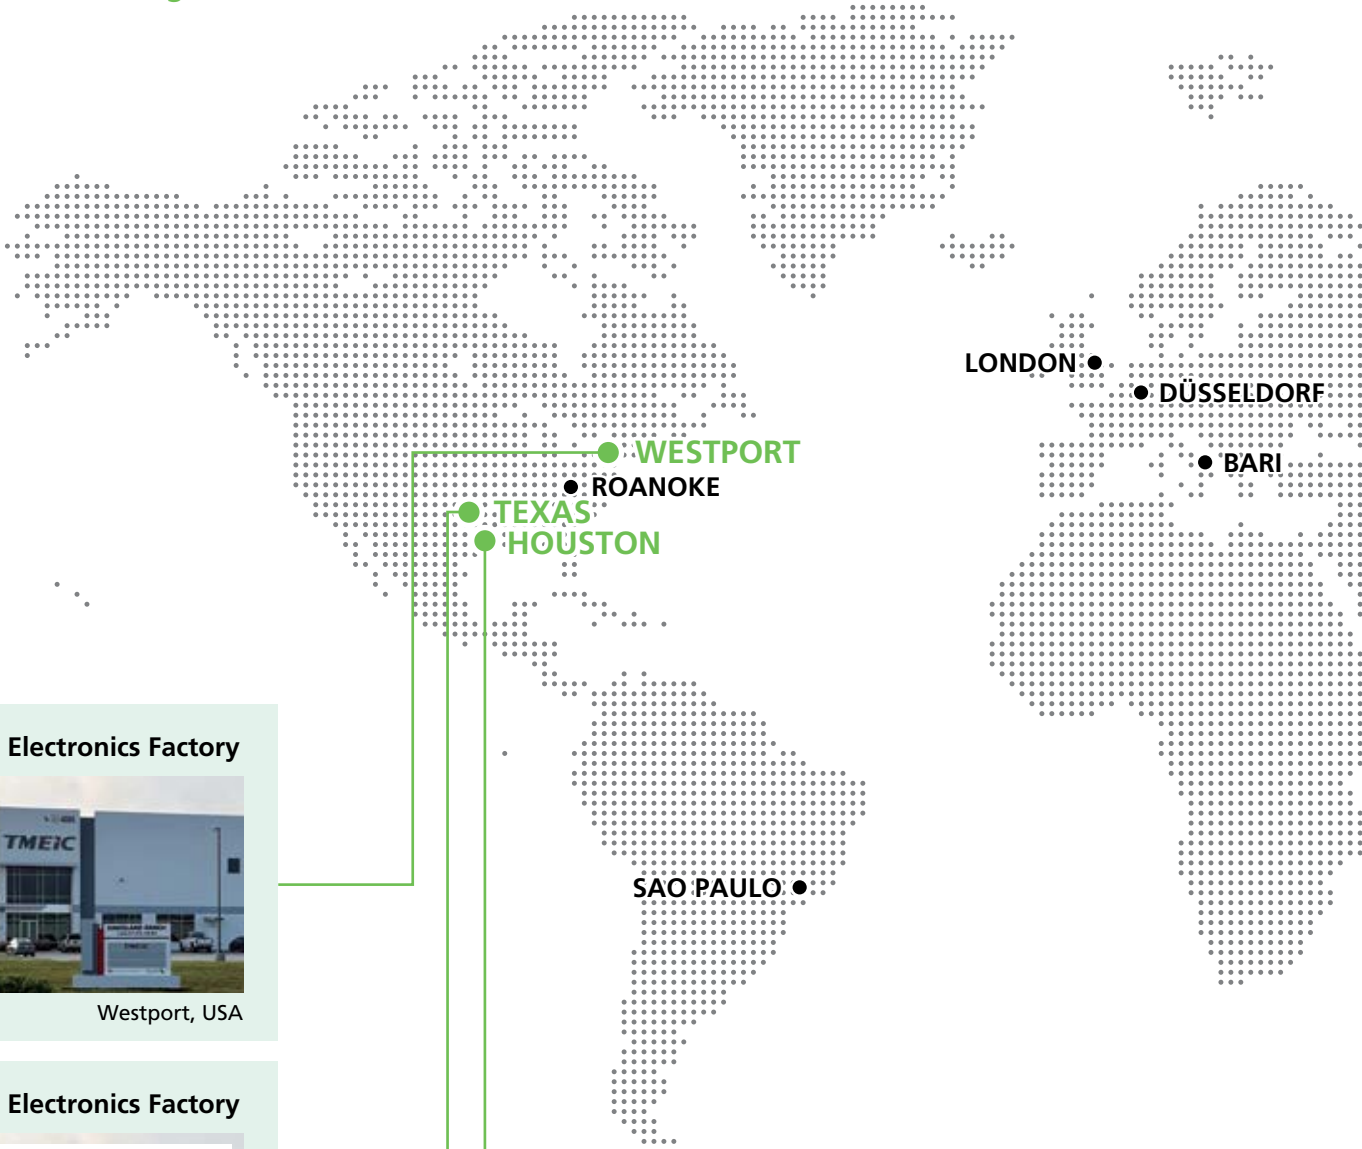 LONDON
DÜSSELDORF
WESTPORT
BARI
ROANOKE
TEXAS
HOUSTON
Electronics Factory
TMEiC
SAO PAULO
Westport, USA
Electronics Factory